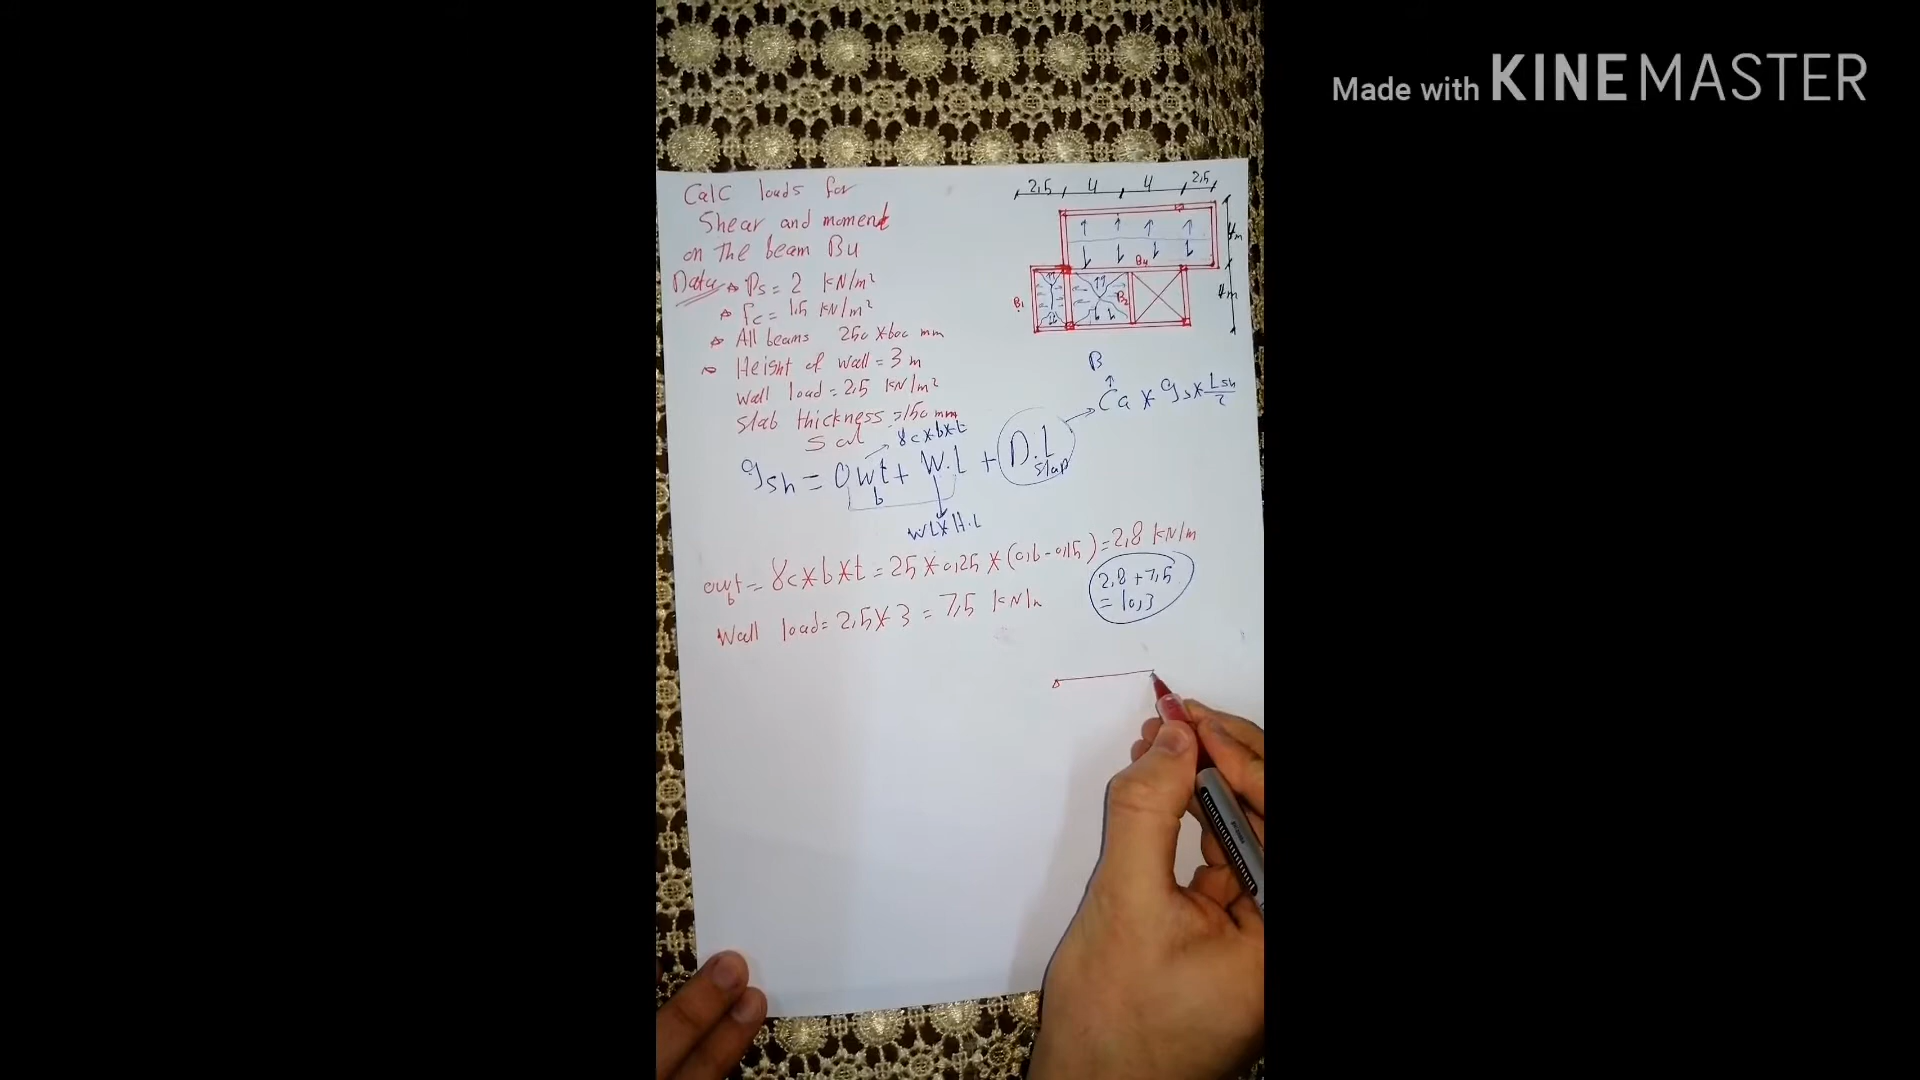 Made with KINEMASTER
Calc loads for
Shear and moment
on The beam B4
Data Ps = 2 kN/m²
Fc = 1,5 kN/m²
All beams 250 * 600 mm
Height of wall = 3 m
Wall load = 2,5 kN/m²
Slab thickness = 150 mm
Sol
γc*b*t
gsh = Owt + W.L + D.L
b
slap
WL*H.L
B
Ca * gs * Lsh/2
2,5 4 4 2,5
4m
B4
B1
B2
4m
owt = γc*b*t = 25 * 0,25 * (0,6-0,15) = 2,8 kN/m
b
Wall load = 2,5 * 3 = 7,5 kN/m
2,8 + 7,5
= 10,3